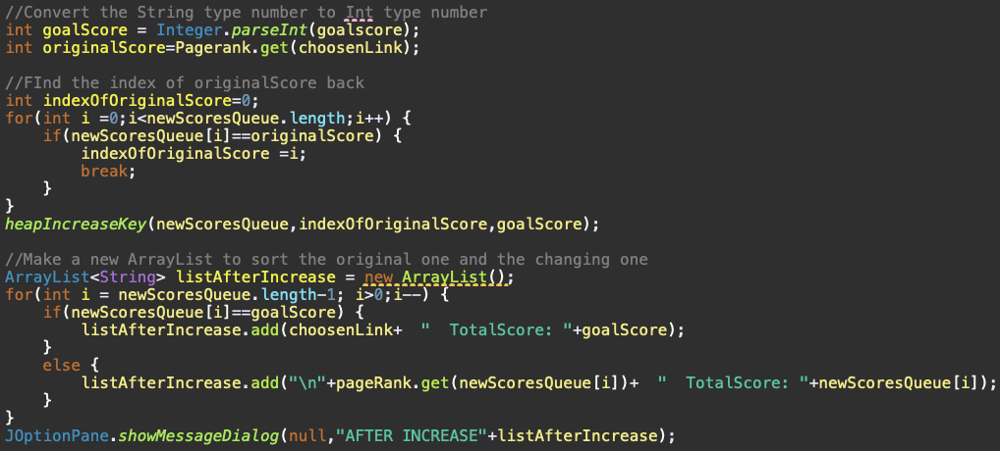 //Convert the String type number to Int type number
int goalScore = Integer.parseInt(goalscore);
int originalScore=Pagerank.get(choosenLink);
//FInd the index of originalScore back
int indexOfOriginalScore=0;
for(int i =0;i<newScoresQueue.length;i++) {
if(newScoresQueue[i]==originalScore) {
indexOfOriginalScore =i;
break;
}
}
heapIncreaseKey(newScoresQueue,indexOfOriginalScore,goalScore);
//Make a new ArrayList to sort the original one and the changing one
ArrayList<String> listAfterIncrease = new ArrayList();
for(int i = newScoresQueue.length-1; i>0;i--) {
if(newScoresQueue[i]==goalScore) {
listAfterIncrease.add(choosenLink+  "  TotalScore: "+goalScore);
}
else {
listAfterIncrease.add("\n"+pageRank.get(newScoresQueue[i])+  "  TotalScore: "+newScoresQueue[i]);
}
}
JOptionPane.showMessageDialog(null,"AFTER INCREASE"+listAfterIncrease);